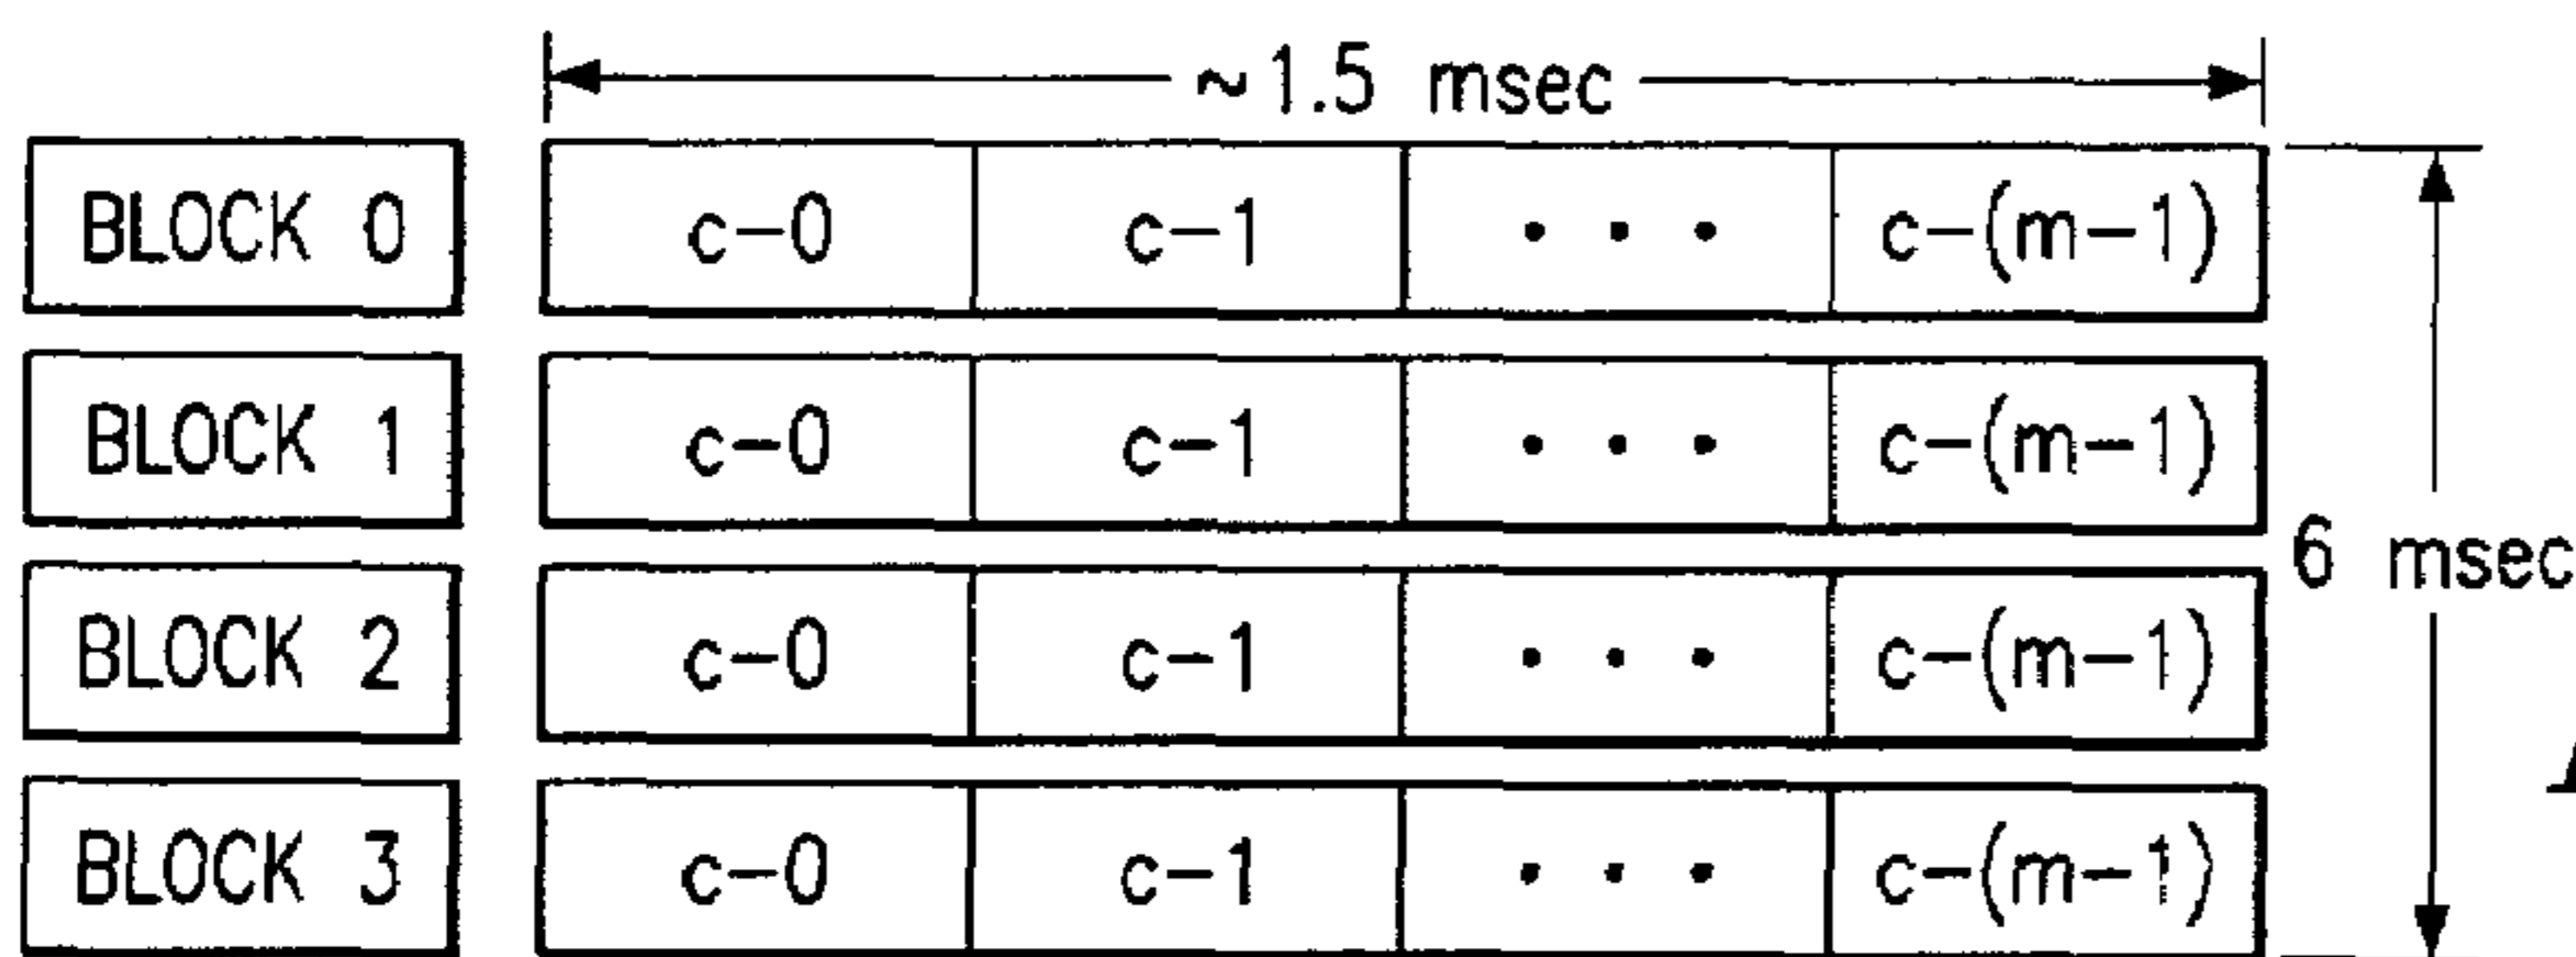 ≈1.5 msec
BLOCK 0 c-0 c-1 • • • c-(m-1)
BLOCK 1 c-0 c-1 • • • c-(m-1)
6 msec
BLOCK 2 c-0 c-1 • • • c-(m-1)
BLOCK 3 c-0 c-1 • • • c-(m-1)